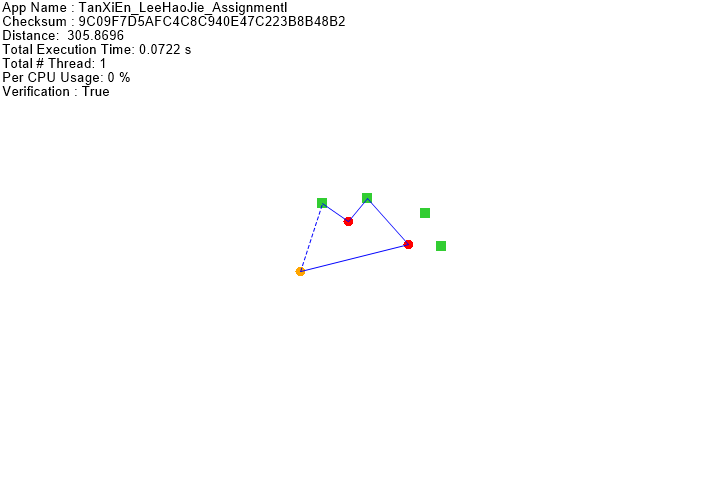 App Name : TanXiEn_LeeHaoJie_AssignmentI
Checksum : 9C09F7D5AFC4C8C940E47C223B8B48B2
Distance:  305.8696
Total Execution Time: 0.0722 s
Total # Thread: 1
Per CPU Usage: 0 %
Verification : True